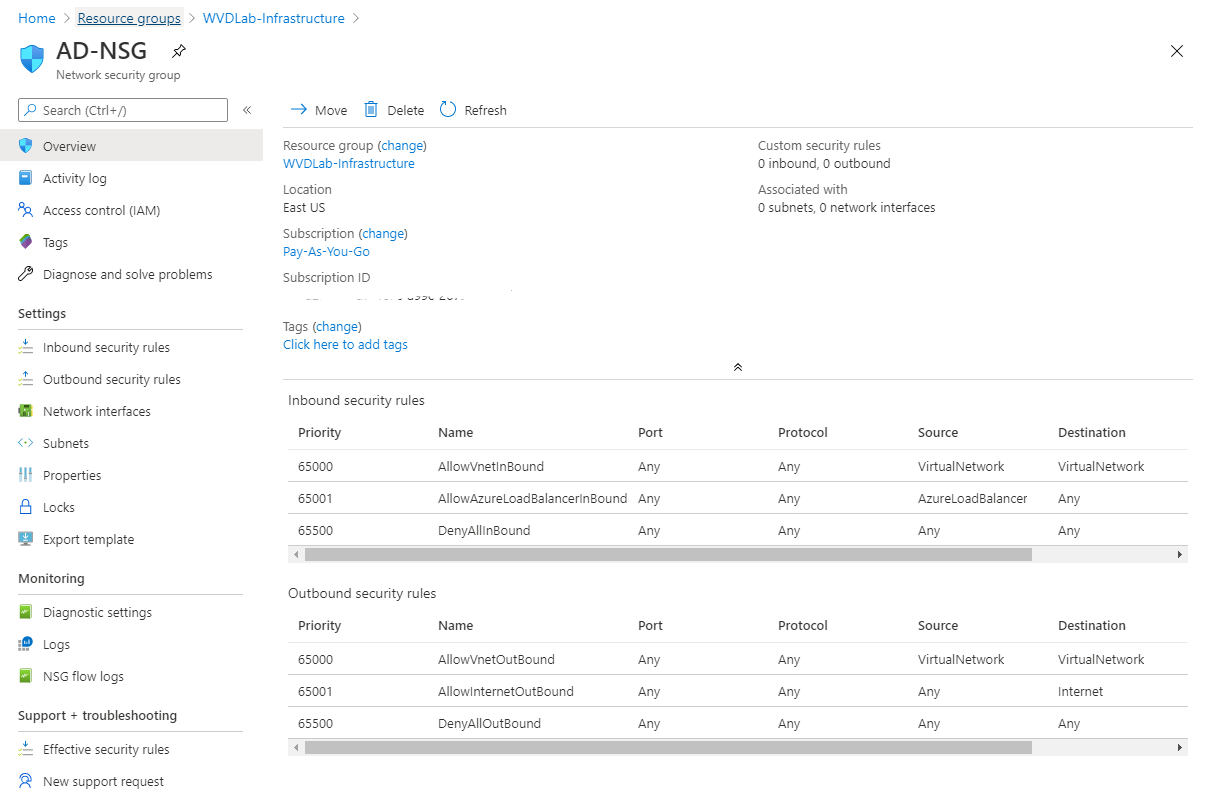 Home > Resource groups > WVDLab-Infrastructure >
AD-NSG
Network security group
Search (Ctrl+/)
«
Overview
Activity log
Access control (IAM)
Tags
Diagnose and solve problems
Settings
Inbound security rules
Outbound security rules
Network interfaces
Subnets
Properties
Locks
Export template
Monitoring
Diagnostic settings
Logs
NSG flow logs
Support + troubleshooting
Effective security rules
New support request
Move Delete Refresh
Resource group (change)
WVDLab-Infrastructure
Location
East US
Subscription (change)
Pay-As-You-Go
Subscription ID
Tags (change)
Click here to add tags
Custom security rules
0 inbound, 0 outbound
Associated with
0 subnets, 0 network interfaces
Inbound security rules
Priority Name Port Protocol Source Destination
65000 AllowVnetInBound Any Any VirtualNetwork VirtualNetwork
65001 AllowAzureLoadBalancerInBound Any Any AzureLoadBalancer Any
65500 DenyAllInBound Any Any Any Any
Outbound security rules
Priority Name Port Protocol Source Destination
65000 AllowVnetOutBound Any Any VirtualNetwork VirtualNetwork
65001 AllowInternetOutBound Any Any Any Internet
65500 DenyAllOutBound Any Any Any Any